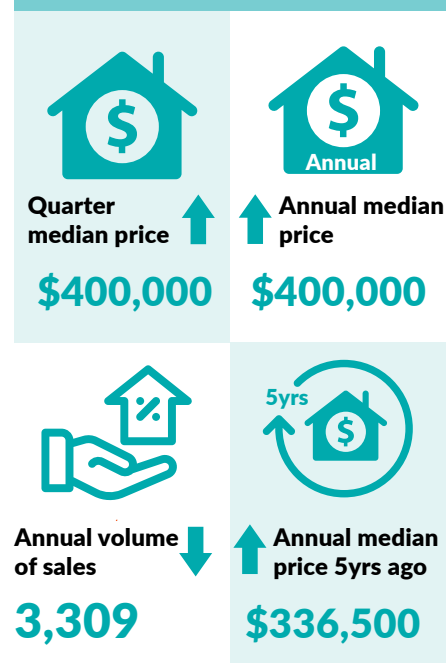 $
$
Annual
Quarter
median price
$400,000
Annual median
price
$400,000
%
Annual volume
of sales
3,309
5yrs
$
Annual median
price 5yrs ago
$336,500